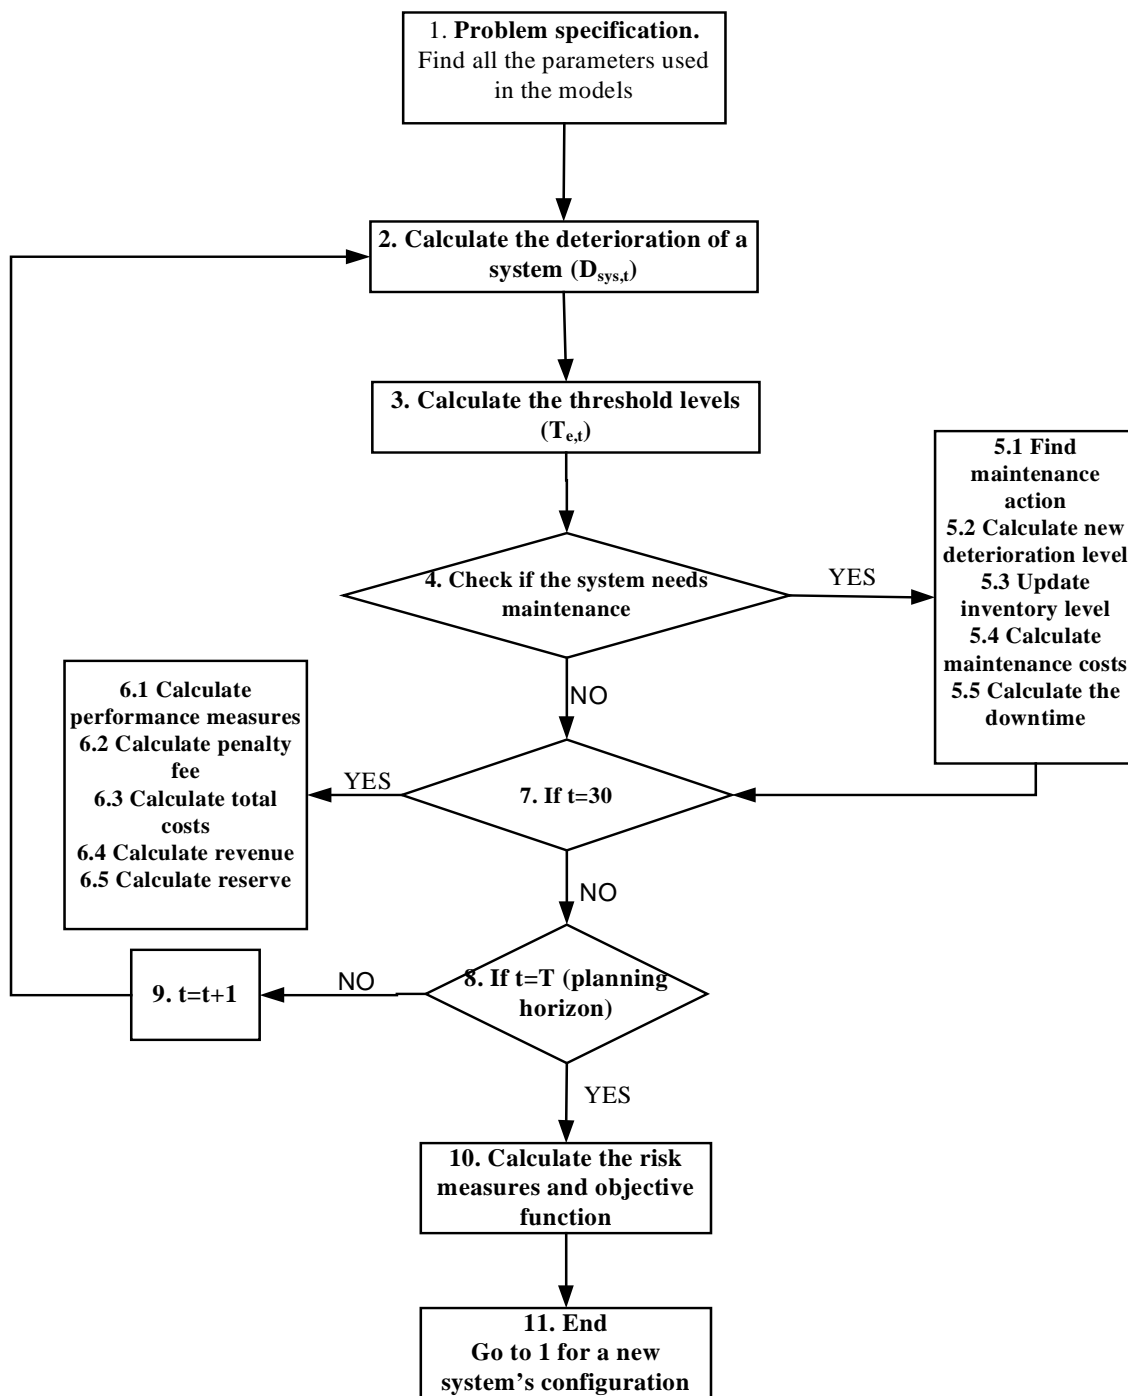 1. Problem specification.
Find all the parameters used
in the models
2. Calculate the deterioration of a
system (Dsys,t)
3. Calculate the threshold levels
(Te,t)
4. Check if the system needs
maintenance
YES
5.1 Find
maintenance
action
5.2 Calculate new
deterioration level
5.3 Update
inventory level
5.4 Calculate
maintenance costs
5.5 Calculate the
downtime
NO
6.1 Calculate
performance measures
6.2 Calculate penalty
fee
6.3 Calculate total
costs
6.4 Calculate revenue
6.5 Calculate reserve
YES
7. If t=30
NO
8. If t=T (planning
horizon)
NO
9. t=t+1
YES
10. Calculate the risk
measures and objective
function
11. End
Go to 1 for a new
system’s configuration